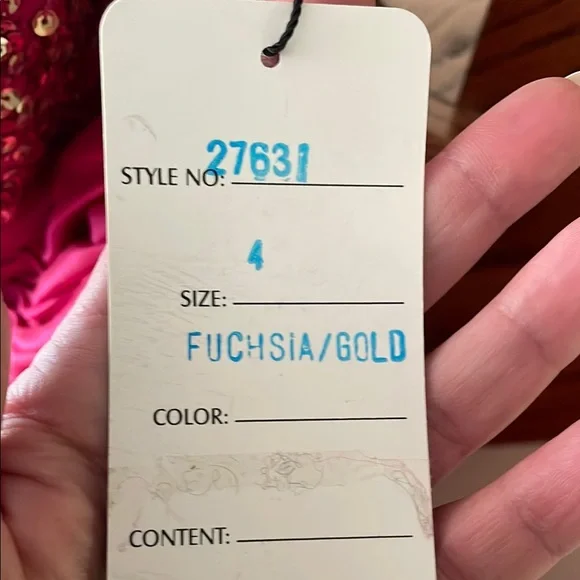 STYLE NO: 27631
4
SIZE:
FUCHSiA/GOLD
COLOR:
CONTENT: